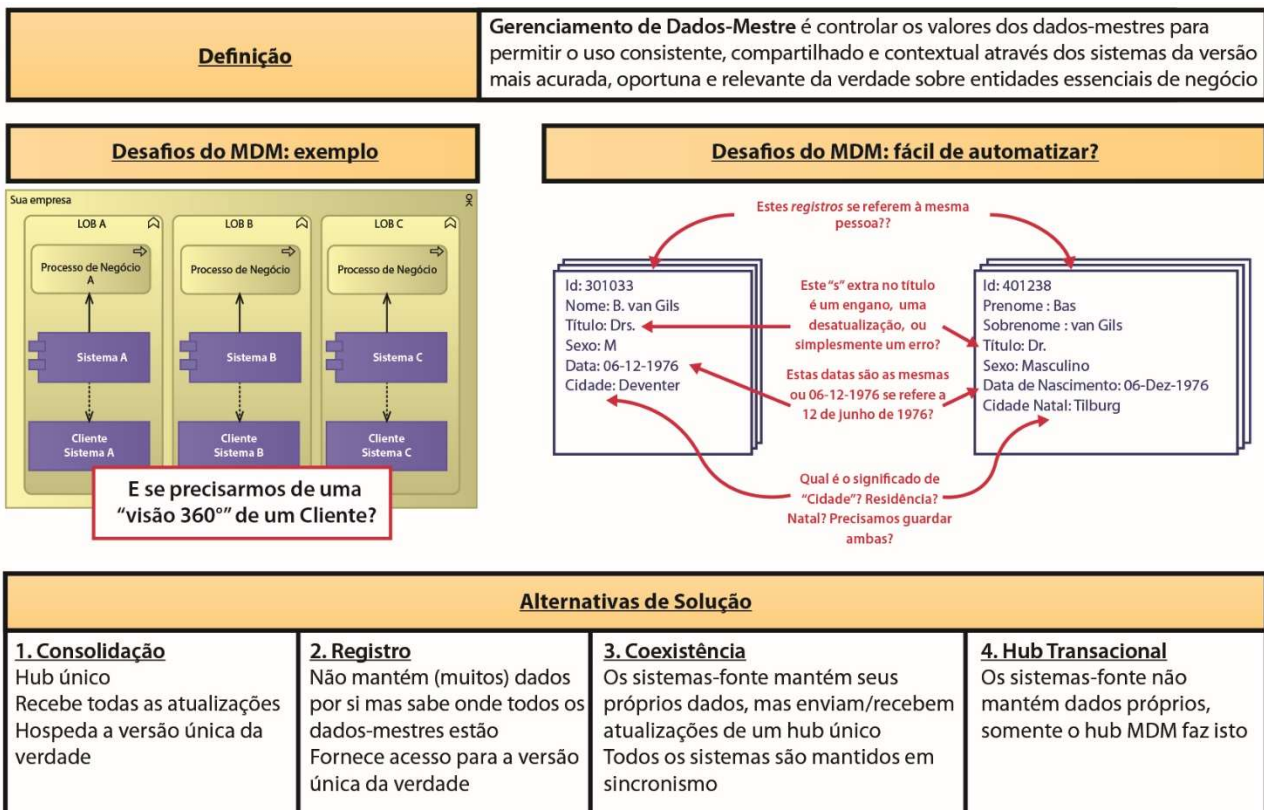 Definição
Gerenciamento de Dados-Mestre é controlar os valores dos dados-mestres para
permitir o uso consistente, compartilhado e contextual através dos sistemas da versão
mais acurada, oportuna e relevante da verdade sobre entidades essenciais de negócio
Desafios do MDM: exemplo
Sua empresa
LOB A
LOB B
LOB C
Processo de Negócio
A
Processo de Negócio
Processo de Negócio
Sistema A
Sistema B
Sistema C
Cliente
Sistema A
Cliente
Sistema B
Cliente
Sistema C
E se precisarmos de uma
“visão 360°” de um Cliente?
Desafios do MDM: fácil de automatizar?
Estes registros se referem à mesma
pessoa??
Id: 301033
Nome: B. van Gils
Título: Drs.
Sexo: M
Data: 06-12-1976
Cidade: Deventer
Este “s” extra no título
é um engano, uma
desatualização, ou
simplesmente um erro?
Estas datas são as mesmas
ou 06-12-1976 se refere a
12 de junho de 1976?
Qual é o significado de
“Cidade”? Residência?
Natal? Precisamos guardar
ambas?
Id: 401238
Prenome : Bas
Sobrenome : van Gils
Título: Dr.
Sexo: Masculino
Data de Nascimento: 06-Dez-1976
Cidade Natal: Tilburg
Alternativas de Solução
1. Consolidação
Hub único
Recebe todas as atualizações
Hospeda a versão única da
verdade
2. Registro
Não mantém (muitos) dados
por si mas sabe onde todos os
dados-mestres estão
Fornece acesso para a versão
única da verdade
3. Coexistência
Os sistemas-fonte mantém seus
próprios dados, mas enviam/recebem
atualizações de um hub único
Todos os sistemas são mantidos em
sincronismo
4. Hub Transacional
Os sistemas-fonte não
mantém dados próprios,
somente o hub MDM faz isto